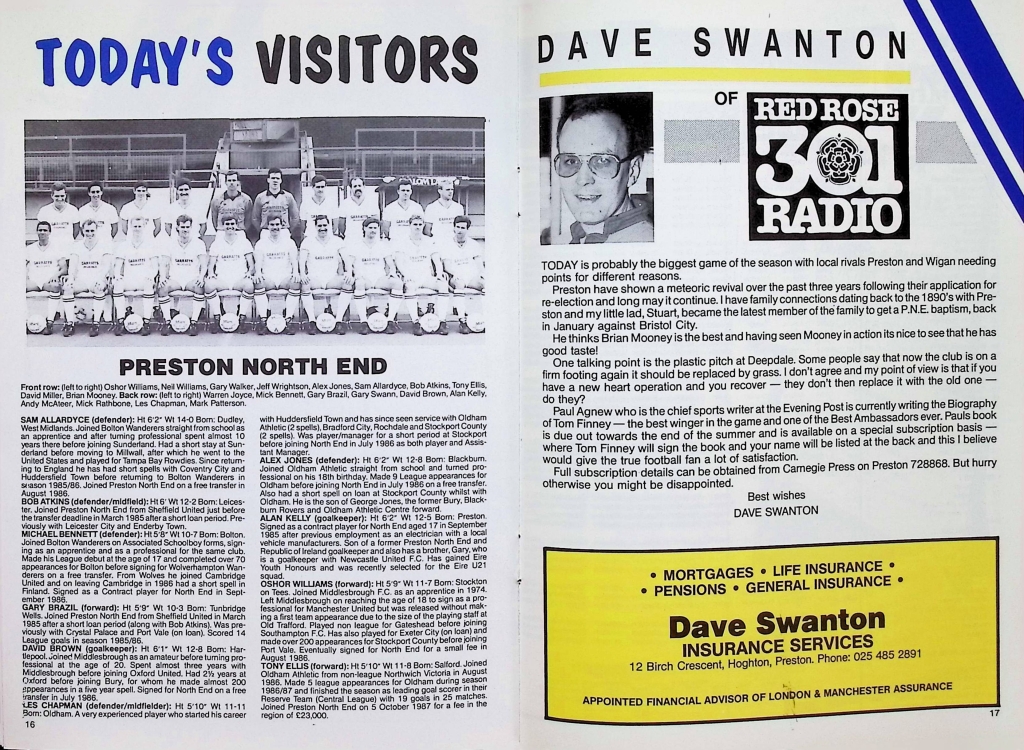 TODAY'S VISITORS
PRESTON NORTH END
Front row: (left to right) Oshor Williams, Neil Williams, Gary Walker, Jeff Wrightson, Alex Jones, Sam Allardyce, Bob Atkins, Tony Ellis,
David Miller, Brian Mooney. Back row: (left to right) Warren Joyce, Mick Bennett, Gary Brazil, Gary Swann, David Brown, Alan Kelly,
Andy McAteer, Mick Rathbone, Les Chapman, Mark Patterson.
SAM ALLARDYCE (defender): Ht 6'2" Wt 14-0 Born: Dudley,
West Midlands. Joined Bolton Wanderers straight from school as
an apprentice and after turning professional spent almost 10
years there before joining Sunderland. Had a short stay at Sun-
derland before moving to Millwall, after which he went to the
United States and played for Tampa Bay Rowdies. Since return-
ing to England he has had short spells with Coventry City and
Huddersfield Town before returning to Bolton Wanderers in
season 1985/86. Joined Preston North End on a free transfer in
August 1986.
BOB ATKINS (defender/midfield): Ht 6' Wt 12-2 Born: Leices-
ter. Joined Preston North End from Sheffield United just before
the transfer deadline in March 1985 after a short loan period. Pre-
viously with Leicester City and Enderby Town.
MICHAEL BENNETT (defender): Ht 5'8" Wt 10-7 Born: Bolton.
Joined Bolton Wanderers on Associated Schoolboy forms, sign-
ing as an apprentice and as a professional for the same club.
Made his League debut at the age of 17 and completed over 70
appearances for Bolton before signing for Wolverhampton Wan-
derers on a free transfer. From Wolves he joined Cambridge
United and on leaving Cambridge in 1986 had a short spell in
Finland. Signed as a Contract player for North End in Sept-
ember 1986.
GARY BRAZIL (forward): Ht 5'9" Wt 10-3 Born: Tunbridge
Wells. Joined Preston North End from Sheffield United in March
1985 after a short loan period (along with Bob Atkins). Was pre-
viously with Crystal Palace and Port Vale (on loan). Scored 14
League goals in season 1985/86.
DAVID BROWN (goalkeeper): Ht 6'1" Wt 12-8 Born: Har-
tlepool. Joined Middlesbrough as an amateur before turning pro-
fessional at the age of 20. Spent almost three years with
Middlesbrough before joining Oxford United. Had 2½ years at
Oxford before joining Bury, for whom he made almost 200
appearances in a five year spell. Signed for North End on a free
transfer in July 1986.
LES CHAPMAN (defender/midfielder): Ht 5'10" Wt 11-11
Born: Oldham. A very experienced player who started his career
16
with Huddersfield Town and has since seen service with Oldham
Athletic (2 spells), Bradford City, Rochdale and Stockport County
(2 spells). Was player/manager for a short period at Stockport
before joining North End in July 1986 as both player and Assis-
tant Manager.
ALEX JONES (defender): Ht 6'2" Wt 12-8 Born: Blackburn.
Joined Oldham Athletic straight from school and turned pro-
fessional on his 18th birthday. Made 9 League appearances for
Oldham before joining North End in July 1986 on a free transfer.
Also had a short spell on loan at Stockport County whilst with
Oldham. He is the son of George Jones, the former Bury, Black-
burn Rovers and Oldham Athletic Centre forward.
ALAN KELLY (goalkeeper): Ht 6'2" Wt 12-5 Born: Preston.
Signed as a contract player for North End aged 17 in September
1985 after previous employment as an electrician with a local
vehicle manufacturers. Son of a former Preston North End and
Republic of Ireland goalkeeper and also has a brother, Gary, who
is a goalkeeper with Newcastle United F.C. Has gained Eire
Youth Honours and was recently selected for the Eire U21
squad.
OSHOR WILLIAMS (forward): Ht 5'9" Wt 11-7 Born: Stockton
on Tees. Joined Middlesbrough F.C. as an apprentice in 1974.
Left Middlesbrough on reaching the age of 18 to sign as a pro-
fessional for Manchester United but was released without mak-
ing a first team appearance due to the size of the playing staff at
Old Trafford. Played non league for Gateshead before joining
Southampton F.C. Has also played for Exeter City (on loan) and
made over 200 appearances for Stockport County before joining
Port Vale. Eventually signed for North End for a small fee in
August 1986.
TONY ELLIS (forward): Ht 5'10" Wt 11-8 Born: Salford. Joined
Oldham Athletic from non-league Northwich Victoria in August
1986. Made 5 league appearances for Oldham during season
1986/87 and finished the season as leading goal scorer in their
Reserve Team (Central League) with 19 goals in 25 matches.
Joined Preston North End on 5 October 1987 for a fee in the
region of £23,000.
DAVE SWANTON
OF
RED ROSE
301
RADIO
TODAY is probably the biggest game of the season with local rivals Preston and Wigan needing
points for different reasons.
Preston have shown a meteoric revival over the past three years following their application for
re-election and long may it continue. I have family connections dating back to the 1890's with Pre-
ston and my little lad, Stuart, became the latest member of the family to get a P.N.E. baptism, back
in January against Bristol City.
He thinks Brian Mooney is the best and having seen Mooney in action its nice to see that he has
good taste!
One talking point is the plastic pitch at Deepdale. Some people say that now the club is on a
firm footing again it should be replaced by grass. I don't agree and my point of view is that if you
have a new heart operation and you recover — they don't then replace it with the old one —
do they?
Paul Agnew who is the chief sports writer at the Evening Post is currently writing the Biography
of Tom Finney — the best winger in the game and one of the Best Ambassadors ever. Pauls book
is due out towards the end of the summer and is available on a special subscription basis —
where Tom Finney will sign the book and your name will be listed at the back and this I believe
would give the true football fan a lot of satisfaction.
Full subscription details can be obtained from Carnegie Press on Preston 728868. But hurry
otherwise you might be disappointed.
Best wishes
DAVE SWANTON
• MORTGAGES • LIFE INSURANCE •
• PENSIONS • GENERAL INSURANCE •
Dave Swanton
INSURANCE SERVICES
12 Birch Crescent, Hoghton, Preston. Phone: 025 485 2891
APPOINTED FINANCIAL ADVISOR OF LONDON & MANCHESTER ASSURANCE
17